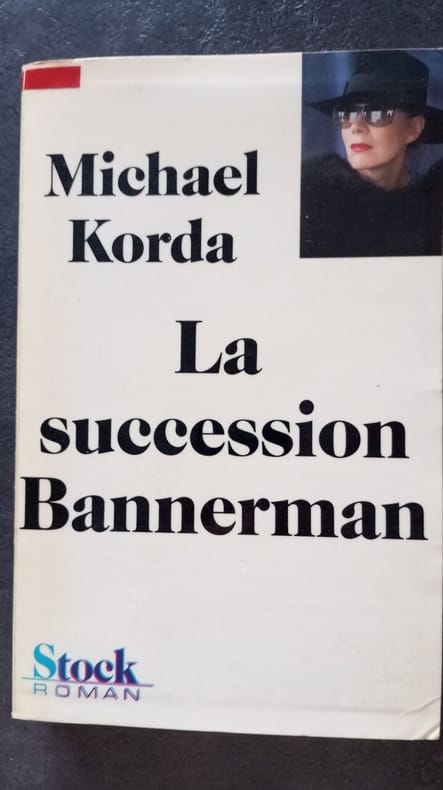 Michael
Korda
La
succession
Bannerman
Stock
ROMAN